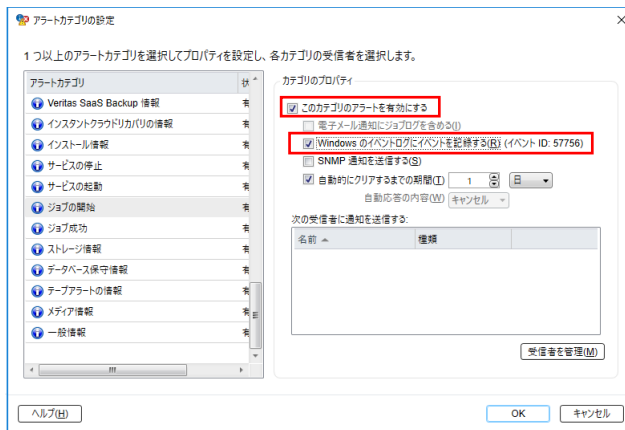 アラートカテゴリの設定
1 つ以上のアラートカテゴリを選択してプロパティを設定し、各カテゴリの受信者を選択します。
アラートカテゴリ
状
Veritas SaaS Backup 情報
有
インスタントクラウドリカバリの情報
有
インストール情報
有
サービスの停止
有
サービスの起動
有
ジョブの開始
有
ジョブ成功
有
ストレージ情報
有
データベース保守情報
有
テープアラートの情報
有
メディア情報
有
一般情報
有
カテゴリのプロパティ
このカテゴリのアラートを有効にする
電子メール通知にジョブログを含める(I)
Windows のイベントログにイベントを記録する(R) (イベント ID: 57756)
SNMP 通知を送信する(S)
自動的にクリアするまでの期間(T) 1 日
自動応答の内容(W) キャンセル
次の受信者に通知を送信する:
名前 種類
受信者を管理(M)
ヘルプ(H) OK キャンセル